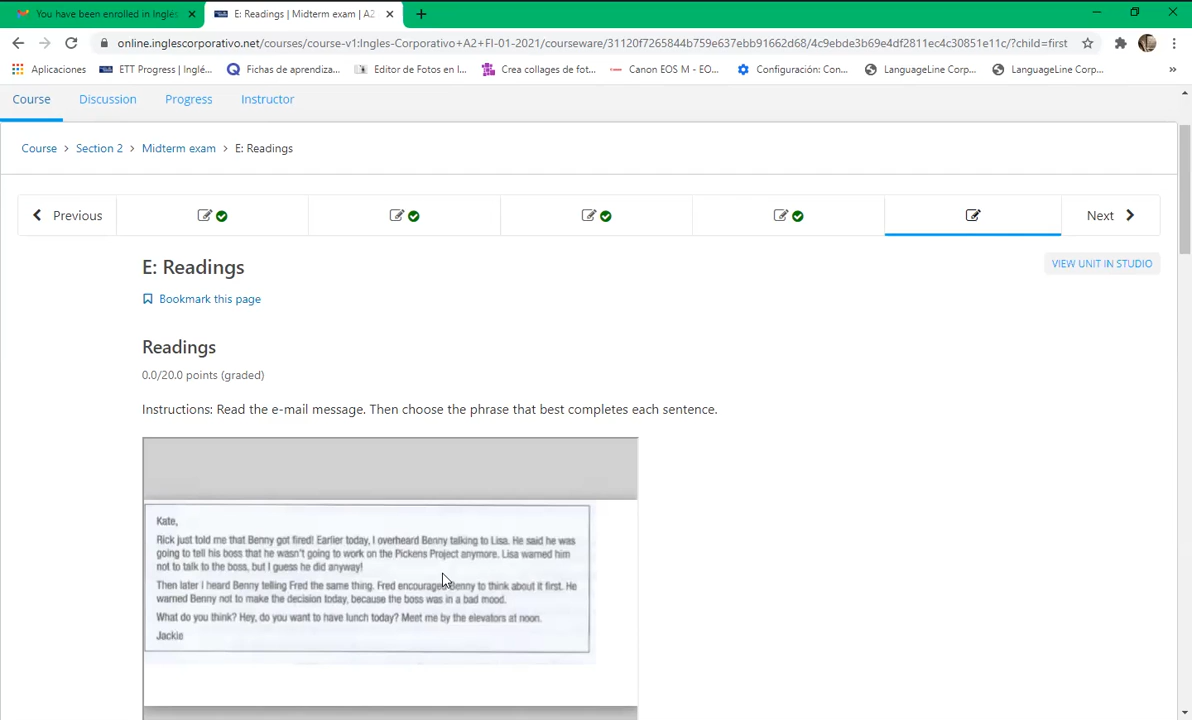 You have been enrolled in Inglés
E: Readings | Midterm exam | A2
online.inglescorporativo.net/courses/course-v1:Ingles-Corporativo+A2+FI-01-2021/courseware/31120f7265844b759e637ebb91662d68/4c9ebde3b69e4df2811ec4c30851e11c/?child=first
Aplicaciones
ETT Progress | Inglé...
Fichas de aprendiza...
Editor de Fotos en l...
Crea collages de fot...
Canon EOS M - EO...
Configuración: Con...
LanguageLine Corp...
LanguageLine Corp...
Course Discussion Progress Instructor
Course > Section 2 > Midterm exam > E: Readings
Previous
Next
E: Readings
VIEW UNIT IN STUDIO
Bookmark this page
Readings
0.0/20.0 points (graded)
Instructions: Read the e-mail message. Then choose the phrase that best completes each sentence.
Kate,
Rick just told me that Benny got fired! Earlier today, I overheard Benny talking to Lisa. He said he was
going to tell his boss that he wasn't going to work on the Pickens Project anymore. Lisa warned him
not to talk to the boss, but I guess he did anyway!
Then later I heard Benny telling Fred the same thing. Fred encouraged Benny to think about it first. He
warned Benny not to make the decision today, because the boss was in a bad mood.
What do you think? Hey, do you want to have lunch today? Meet me by the elevators at noon.
Jackie